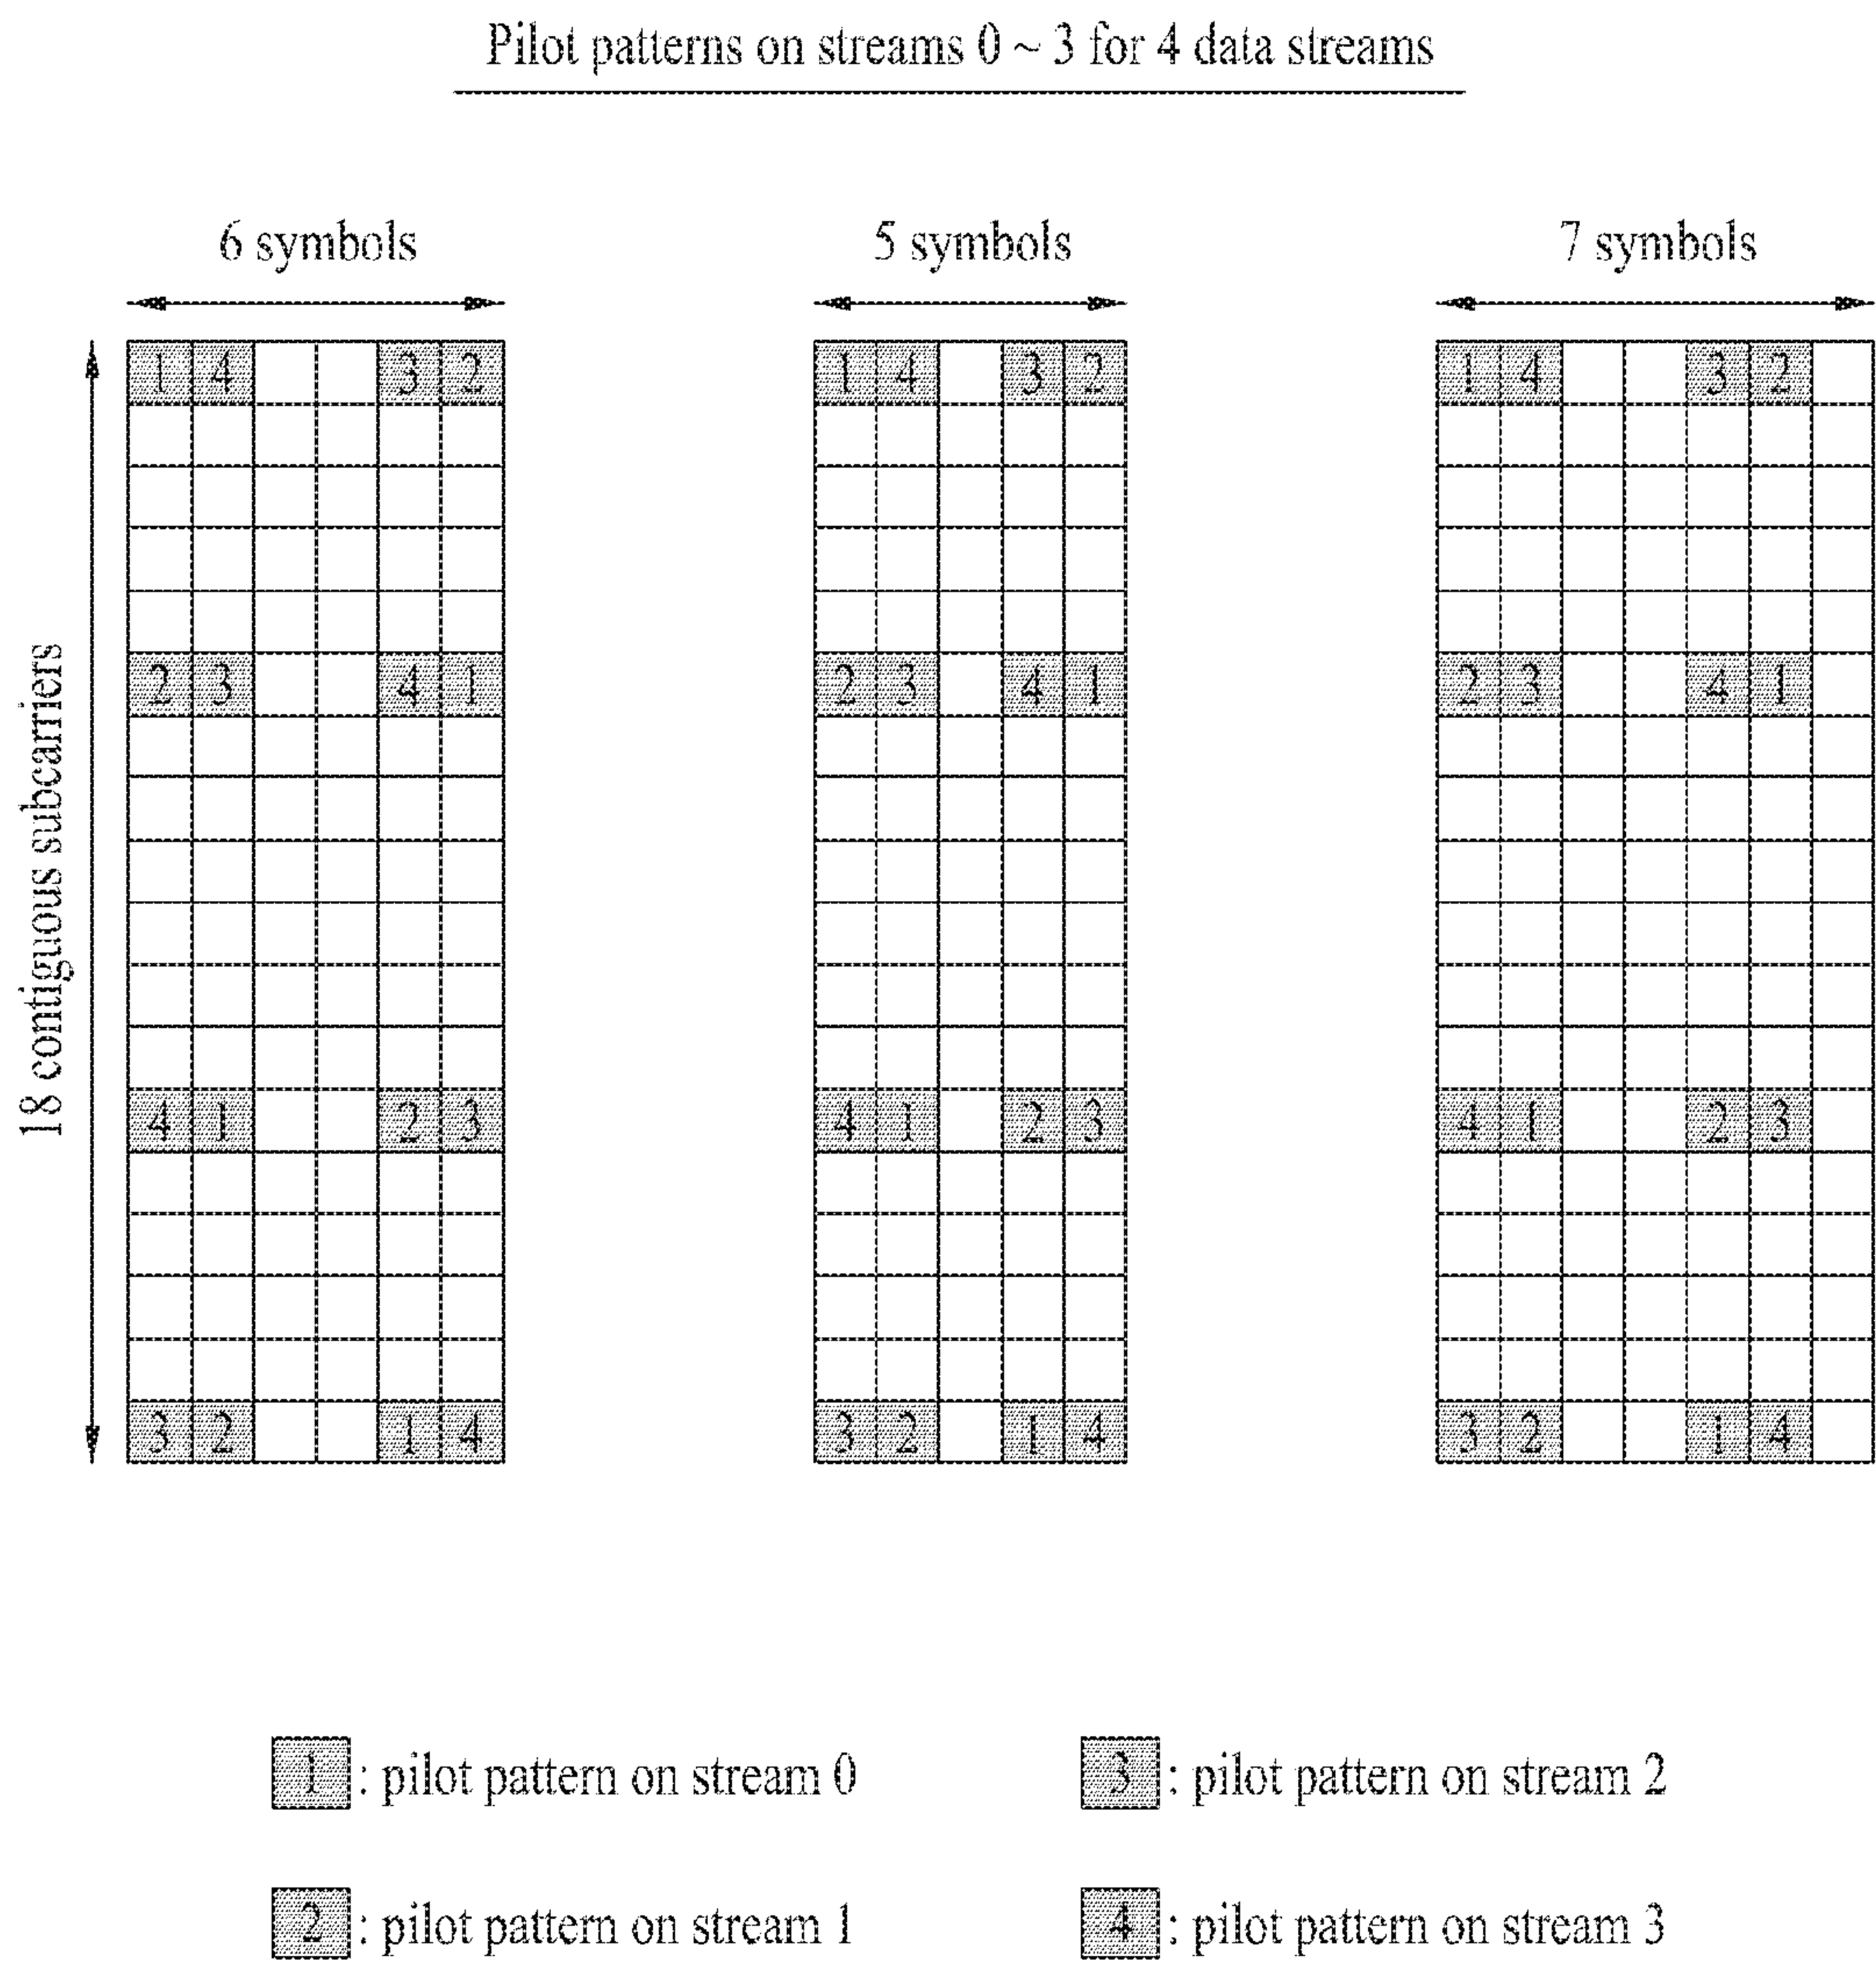 Pilot patterns on streams 0 ~ 3 for 4 data streams
6 symbols
5 symbols
7 symbols
18 contiguous subcarriers
1 4 3 2
1 4 3 2
1 4 3 2
2 3 4 1
2 3 4 1
2 3 4 1
4 1 2 3
4 1 2 3
4 1 2 3
3 2 1 4
3 2 1 4
3 2 1 4
1 : pilot pattern on stream 0
3 : pilot pattern on stream 2
2 : pilot pattern on stream 1
4 : pilot pattern on stream 3